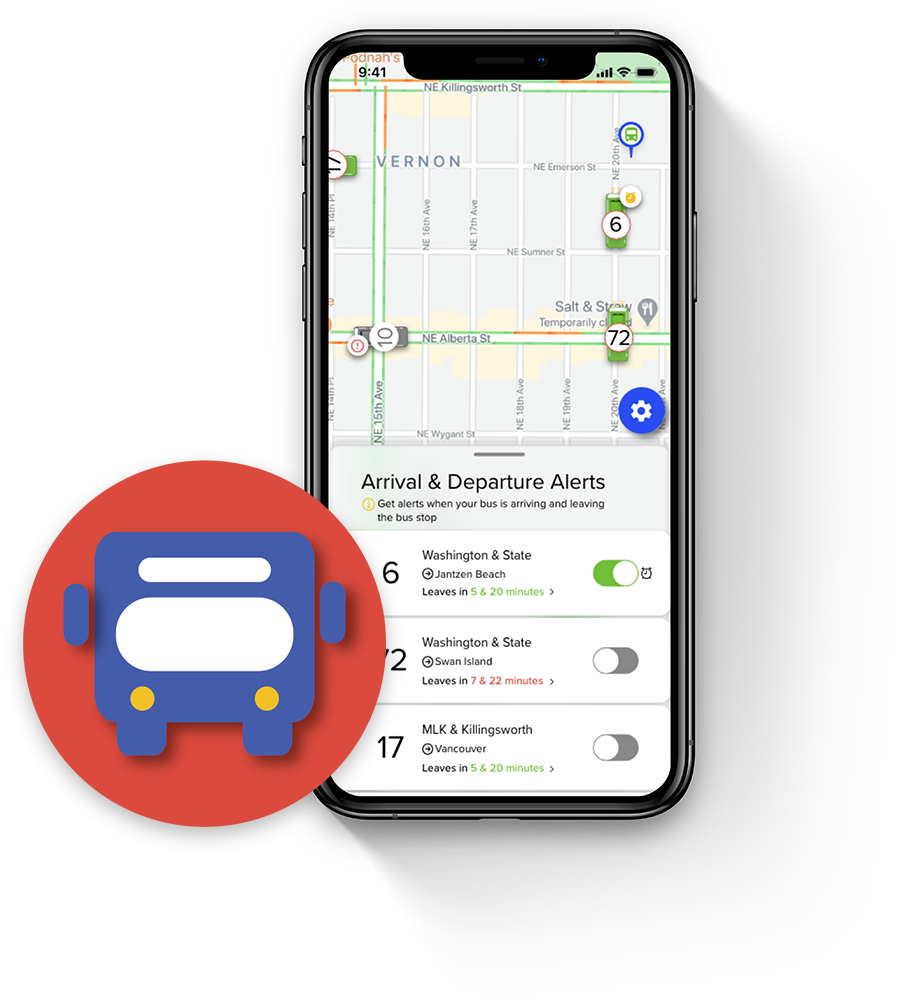 Podnah's
9:41
NE Killingsworth St
VERNON
NE Emerson St
NE 20th Ave
17
6
NE 14th Pl
NE 16th Ave
NE 17th Ave
NE Sumner St
Salt & Straw
Temporarily cl
10
NE Alberta St
72
NE 14th Pl
NE 15th Ave
NE 18th Ave
NE 19th Ave
NE 20th Ave
NE Wygant St
Arrival & Departure Alerts
Get alerts when your bus is arriving and leaving
the bus stop
6
Washington & State
Jantzen Beach
Leaves in 5 & 20 minutes >
72
Washington & State
Swan Island
Leaves in 7 & 22 minutes >
17
MLK & Killingsworth
Vancouver
Leaves in 5 & 20 minutes >